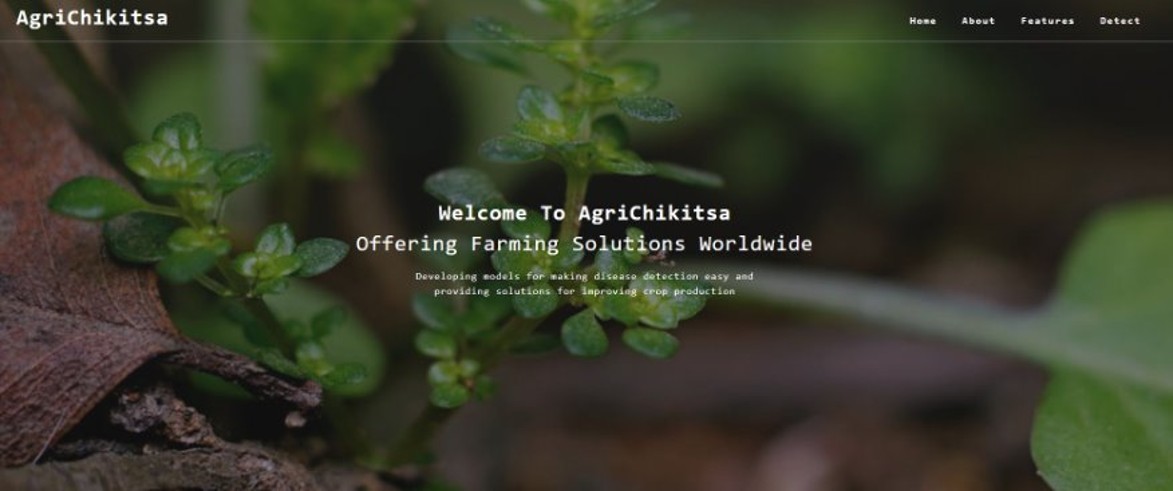 AgriChikitsa
Home About Features Detect
Welcome To AgriChikitsa
Offering Farming Solutions Worldwide
Developing models for making disease detection easy and
providing solutions for improving crop production